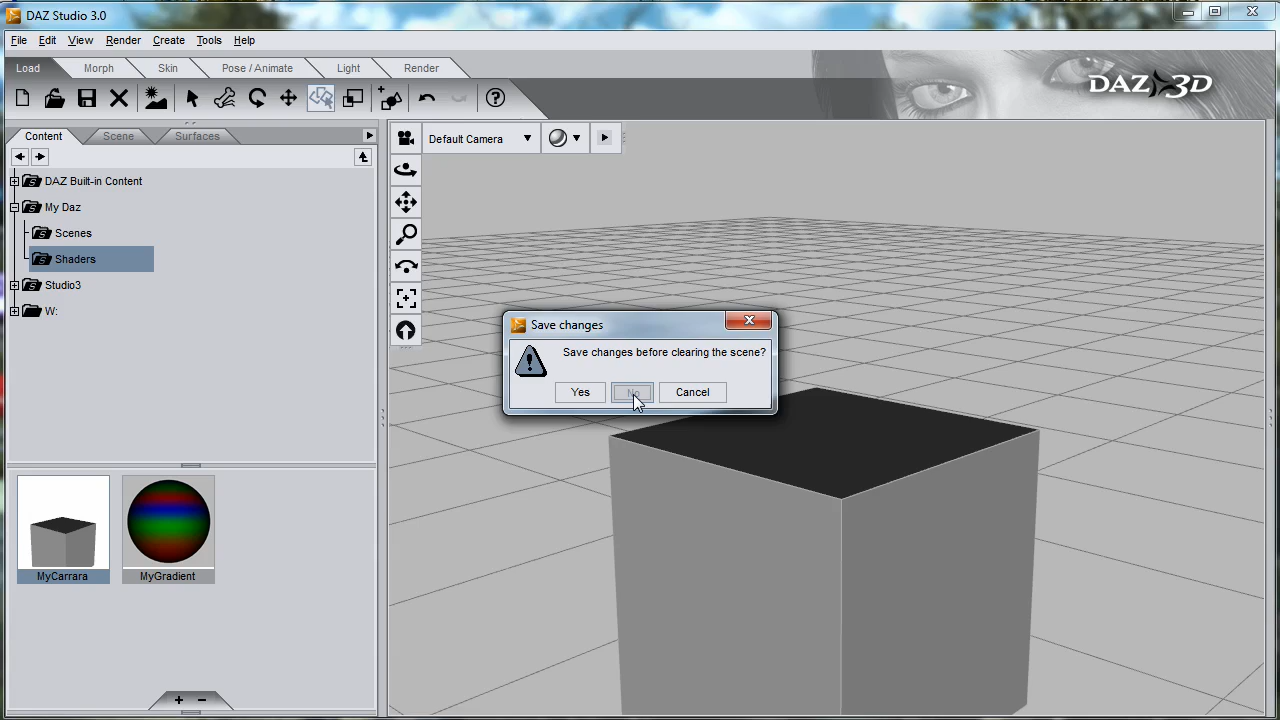 DAZ Studio 3.0
File Edit View Render Create Tools Help
Load Morph Skin Pose / Animate Light Render
DAZ 3D
Content Scene Surfaces
Default Camera
DAZ Built-in Content
My Daz
Scenes
Shaders
Studio3
W:
Save changes
Save changes before clearing the scene?
Yes No Cancel
MyCarrara MyGradient